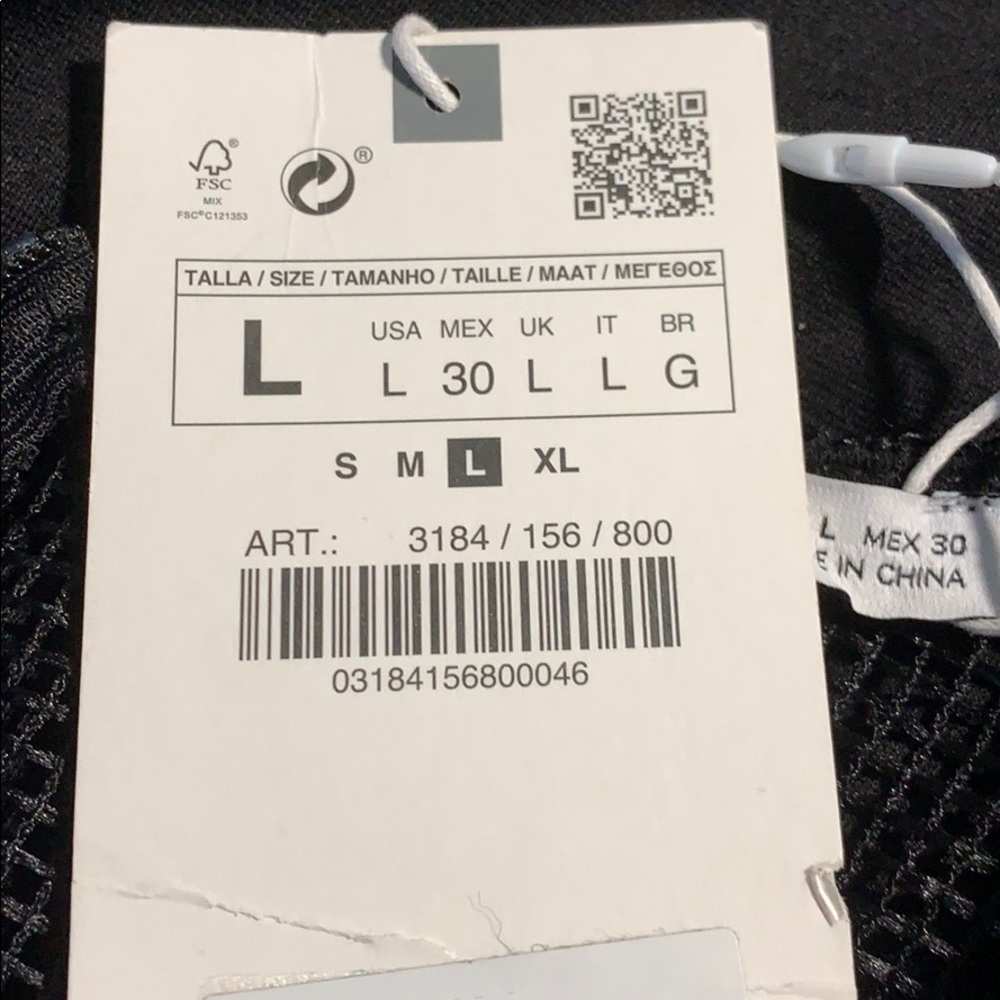 FSC®
MIX
FSC® C121353
®
TALLA / SIZE / TAMANHO / TAILLE / MAAT / ΜΕΓΕΘΟΣ
L
USA MEX UK IT BR
L 30 L L G
S M L XL
ART.: 3184 / 156 / 800
03184156800046
L MEX 30
E IN CHINA